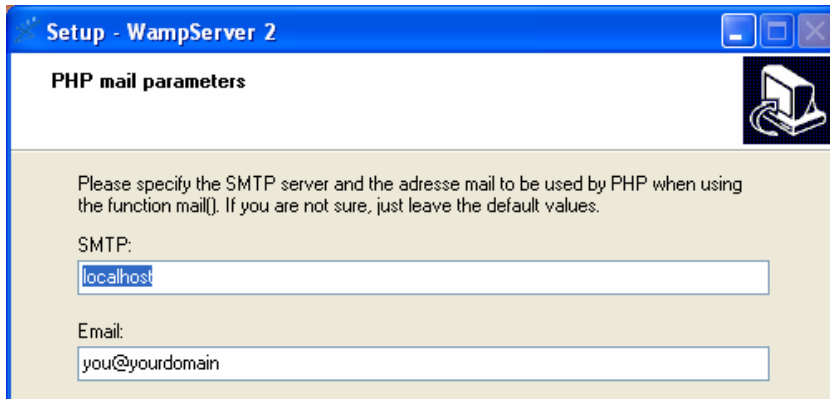 Setup - WampServer 2
PHP mail parameters
Please specify the SMTP server and the adresse mail to be used by PHP when using
the function mail(). If you are not sure, just leave the default values.
SMTP:
localhost
Email:
you@yourdomain